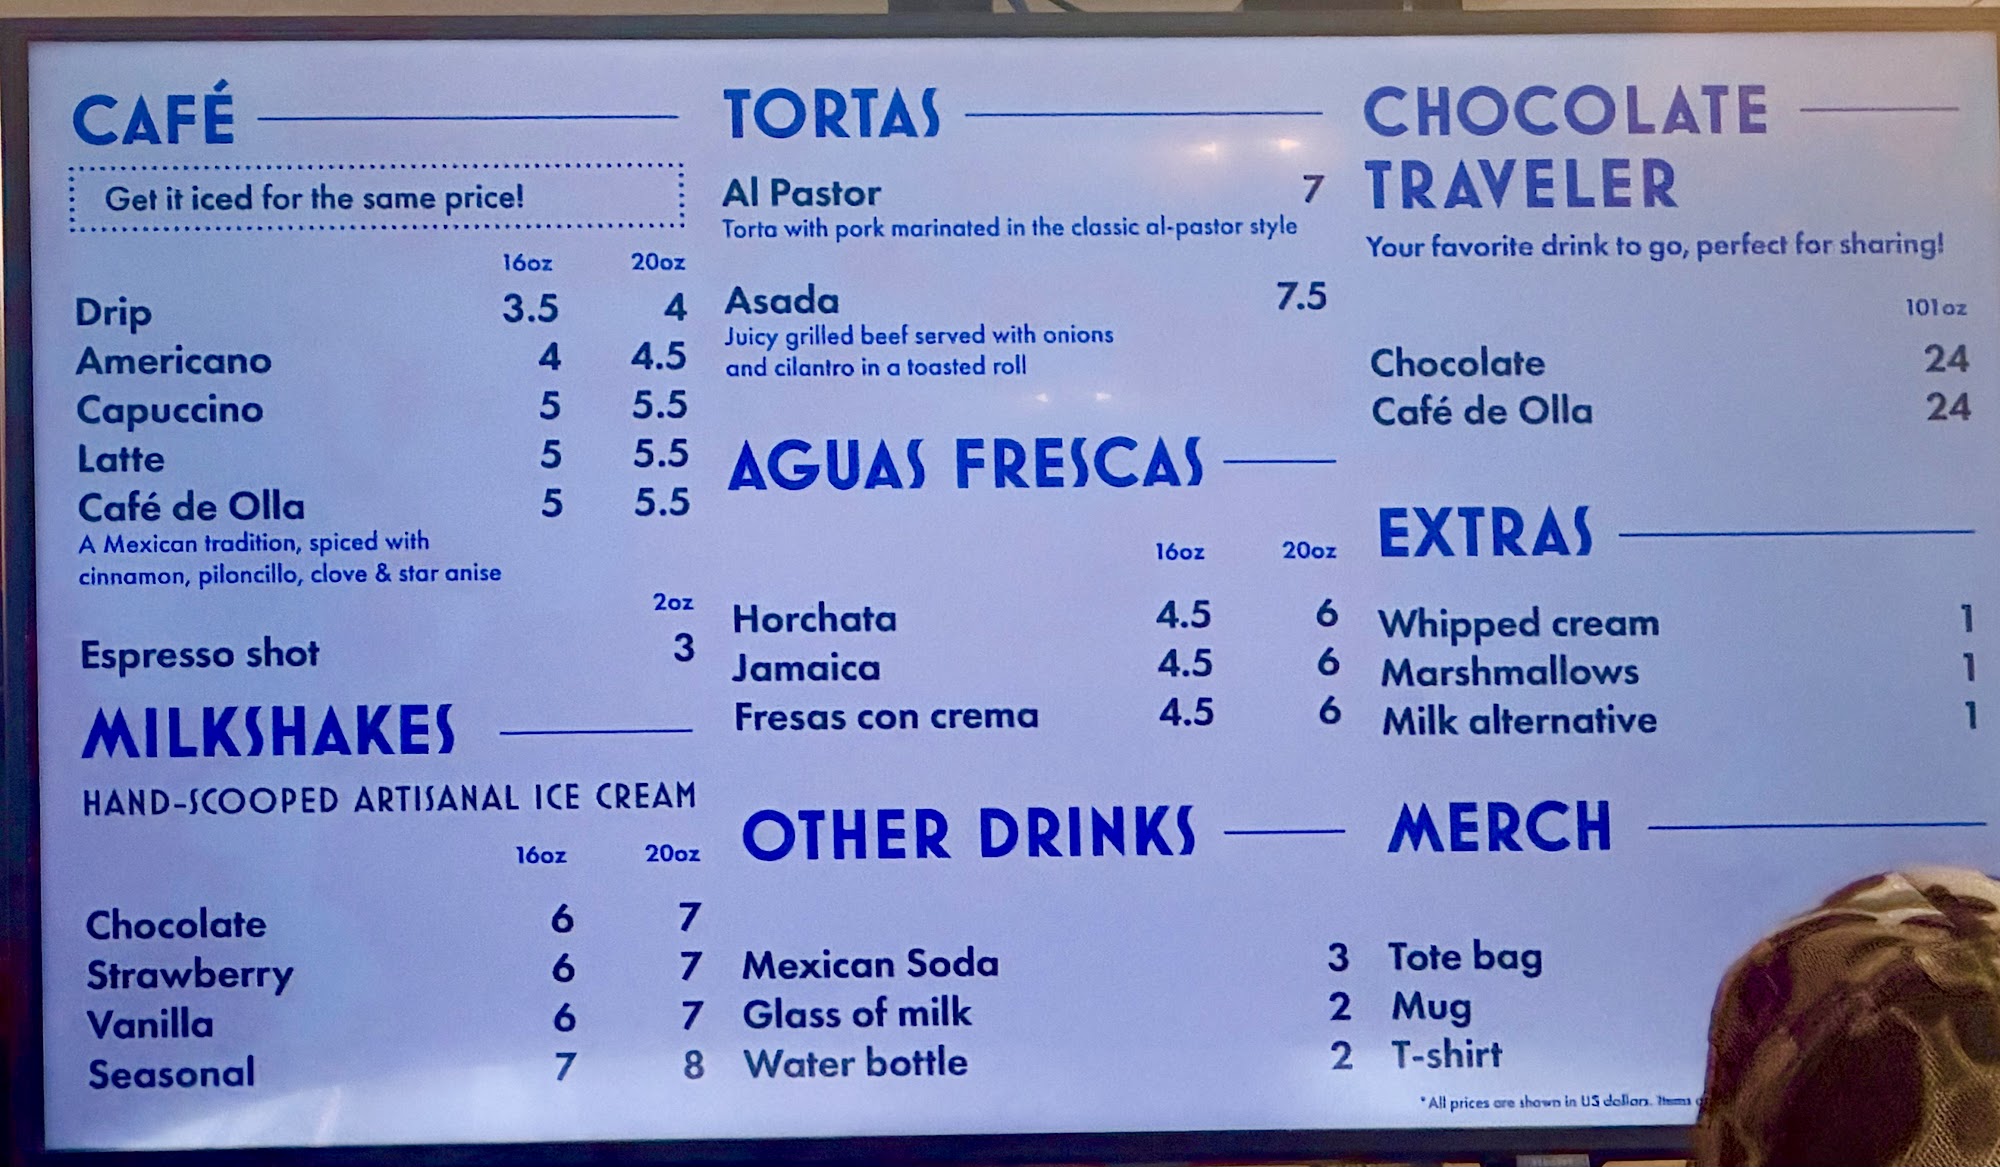 CAFÉ
Get it iced for the same price!
16oz 20oz
Drip 3.5 4
Americano 4 4.5
Capuccino 5 5.5
Latte 5 5.5
Café de Olla 5 5.5
A Mexican tradition, spiced with
cinnamon, piloncillo, clove & star anise
2oz
Espresso shot 3
MILKSHAKES
HAND-SCOOPED ARTISANAL ICE CREAM
16oz 20oz
Chocolate 6 7
Strawberry 6 7
Vanilla 6 7
Seasonal 7 8
TORTAS
Al Pastor 7
Torta with pork marinated in the classic al-pastor style
Asada 7.5
Juicy grilled beef served with onions
and cilantro in a toasted roll
AGUAS FRESCAS
16oz 20oz
Horchata 4.5 6
Jamaica 4.5 6
Fresas con crema 4.5 6
OTHER DRINKS
Mexican Soda 3
Glass of milk 2
Water bottle 2
CHOCOLATE
TRAVELER
Your favorite drink to go, perfect for sharing!
101oz
Chocolate 24
Café de Olla 24
EXTRAS
Whipped cream 1
Marshmallows 1
Milk alternative 1
MERCH
Tote bag
Mug
T-shirt
*All prices are shown in US dollars. Items